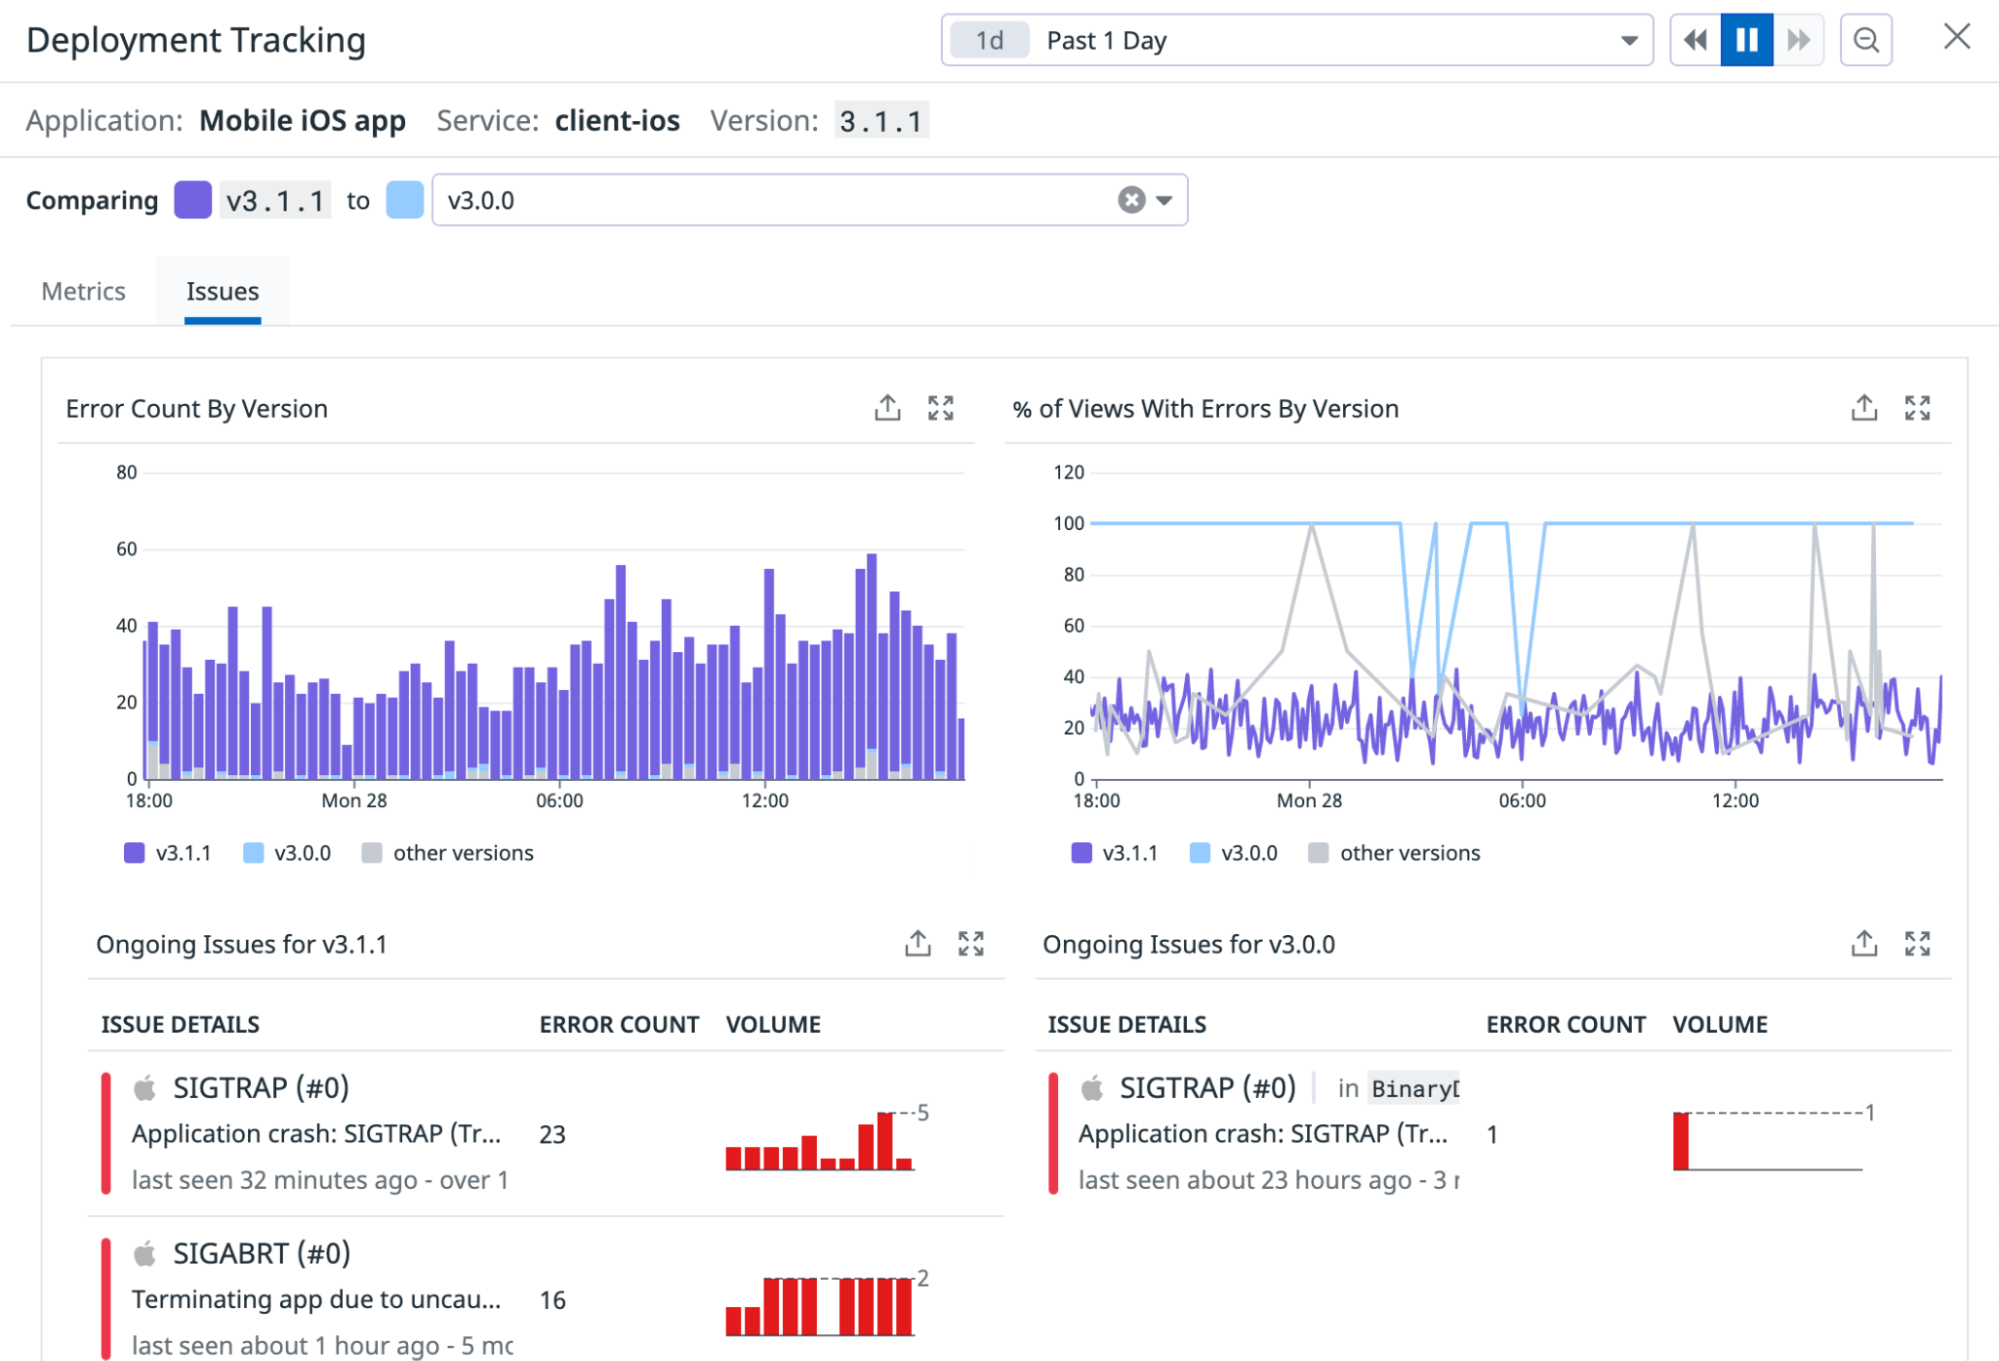 Deployment Tracking
1d Past 1 Day
Application: Mobile iOS app Service: client-ios Version: 3.1.1
Comparing v3.1.1 to v3.0.0
Metrics Issues
Error Count By Version
80
60
40
20
0
18:00 Mon 28 06:00 12:00
v3.1.1 v3.0.0 other versions
% of Views With Errors By Version
120
100
80
60
40
20
0
18:00 Mon 28 06:00 12:00
v3.1.1 v3.0.0 other versions
Ongoing Issues for v3.1.1
ISSUE DETAILS ERROR COUNT VOLUME
SIGTRAP (#0)
Application crash: SIGTRAP (Tr...
last seen 32 minutes ago - over 1
23
5
SIGABRT (#0)
Terminating app due to uncau...
last seen about 1 hour ago - 5 mo
16
2
Ongoing Issues for v3.0.0
ISSUE DETAILS ERROR COUNT VOLUME
SIGTRAP (#0) in Binary
Application crash: SIGTRAP (Tr...
last seen about 23 hours ago - 3
1
1